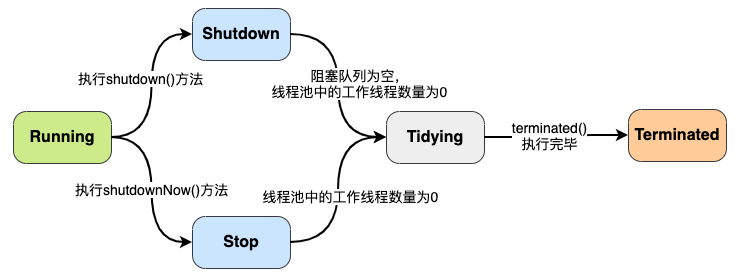 Shutdown
执行shutdown()方法
阻塞队列为空，
线程池中的工作线程数量为0
Running
Tidying
terminated()
执行完毕
Terminated
执行shutdownNow()方法
线程池中的工作线程数量为0
Stop